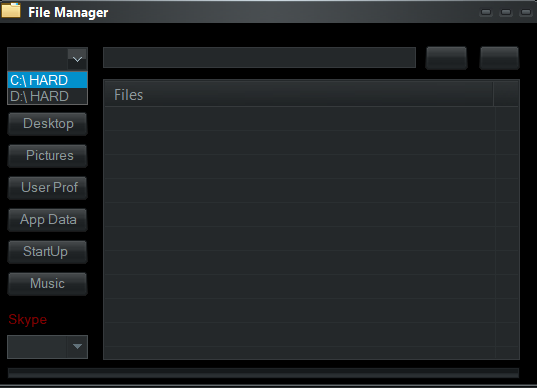 File Manager
C:\ HARD
D:\ HARD
Files
Desktop
Pictures
User Prof
App Data
StartUp
Music
Skype